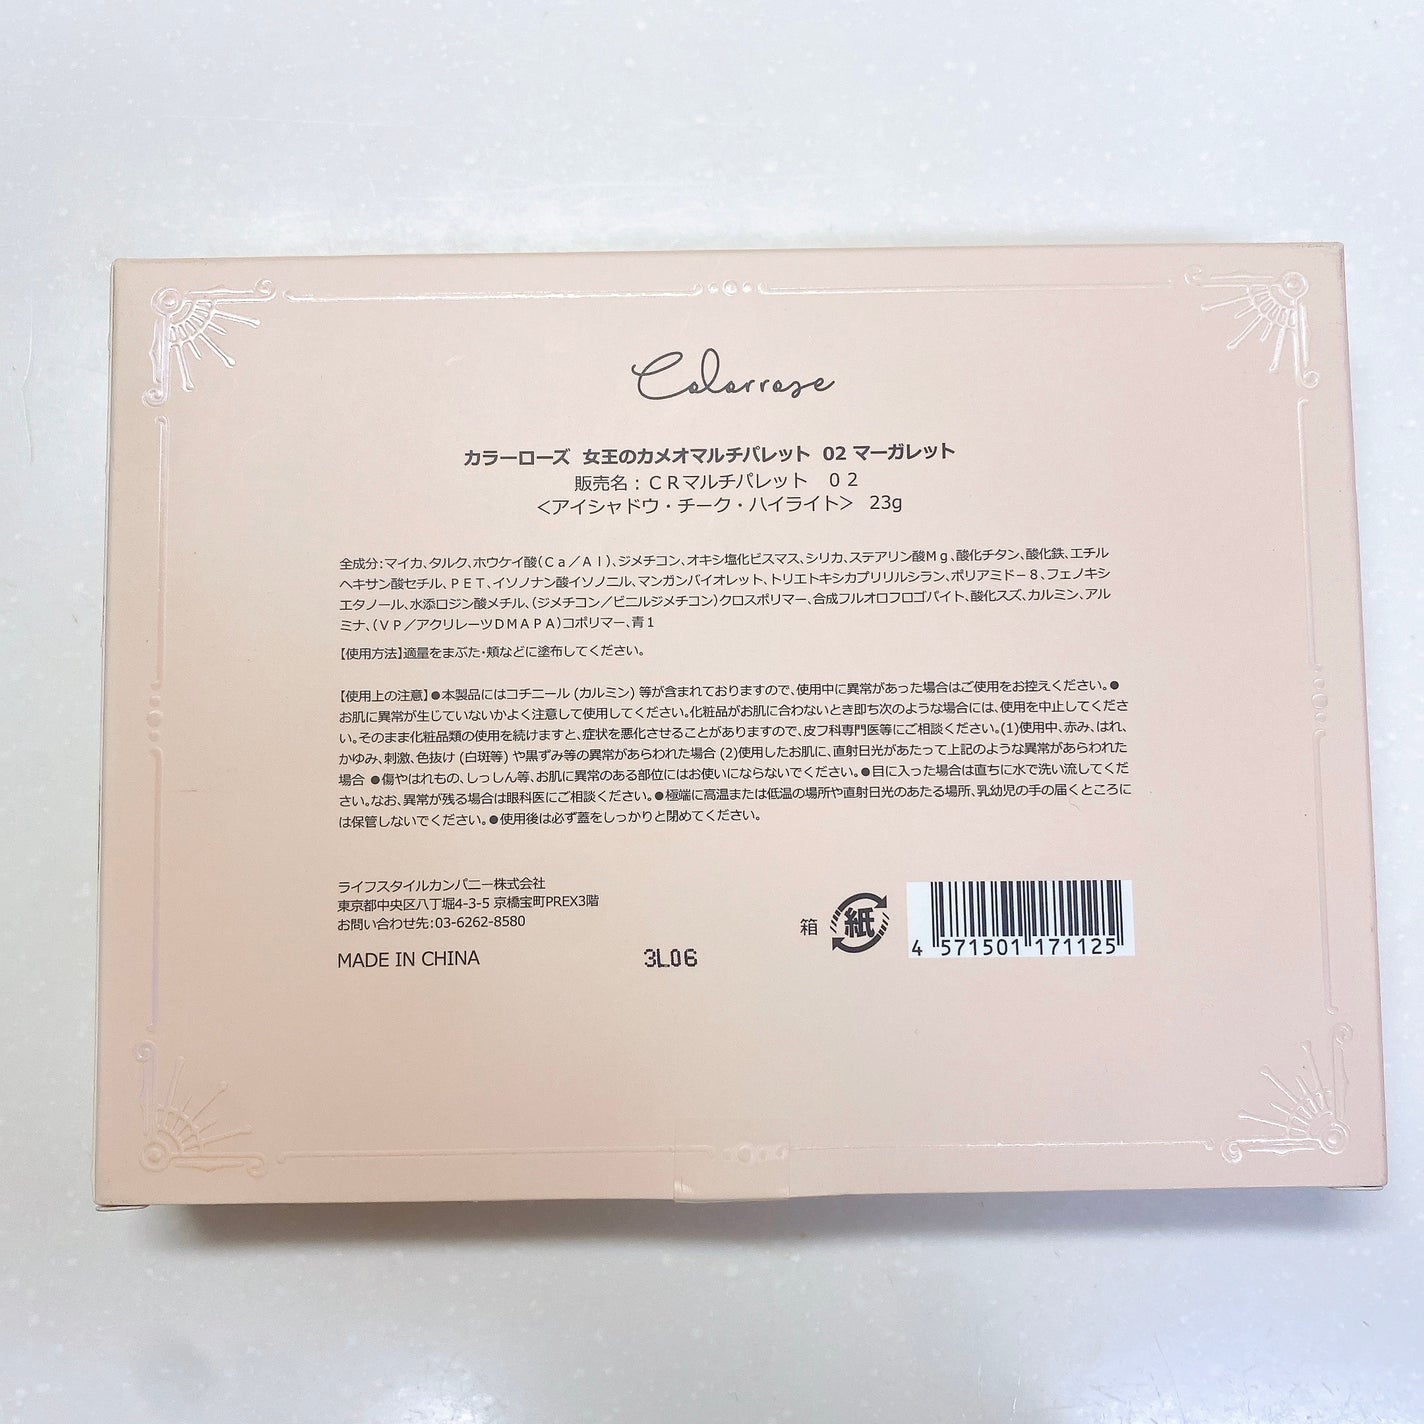 Colorrose
カラーローズ 女王のカメオマルチパレット 02 マーガレット
販売名：ＣＲマルチパレット ０２
＜アイシャドウ・チーク・ハイライト＞ 23g
全成分：マイカ、タルク、ホウケイ酸（Ｃａ／Ａｌ）、ジメチコン、オキシ塩化ビスマス、シリカ、ステアリン酸Ｍｇ、酸化チタン、酸化鉄、エチル
ヘキサン酸セチル、ＰＥＴ、イソノナン酸イソノニル、マンガンバイオレット、トリエトキシカプリリルシラン、ポリアミド－８、フェノキシ
エタノール、水添ロジン酸メチル、（ジメチコン／ビニルジメチコン）クロスポリマー、合成フルオロフロゴパイト、酸化スズ、カルミン、アル
ミナ、（ＶＰ／アクリレーツＤＭＡＰＡ）コポリマー、青１
【使用方法】適量をまぶた・頬などに塗布してください。
【使用上の注意】●本製品にはコチニール (カルミン) 等が含まれておりますので、使用中に異常があった場合はご使用をお控えください。●
お肌に異常が生じていないかよく注意して使用してください。化粧品がお肌に合わないとき即ち次のような場合には、使用を中止してくださ
い。そのまま化粧品類の使用を続けますと、症状を悪化させることがありますので、皮フ科専門医等にご相談ください。(1)使用中、赤み、はれ、
かゆみ、刺激、色抜け (白斑等) や黒ずみ等の異常があらわれた場合 (2)使用したお肌に、直射日光があたって上記のような異常があらわれた
場合 ●傷やはれもの、しっしん等、お肌に異常のある部位にはお使いにならないでください。●目に入った場合は直ちに水で洗い流してくだ
さい。なお、異常が残る場合は眼科医にご相談ください。●極端に高温または低温の場所や直射日光のあたる場所、乳幼児の手の届くところに
は保管しないでください。●使用後は必ず蓋をしっかりと閉めてください。
ライフスタイルカンパニー株式会社
東京都中央区八丁堀4-3-5 京橋宝町PREX3階
お問い合わせ先：03-6262-8580
MADE IN CHINA
3L06
箱 紙
4 571501 171125